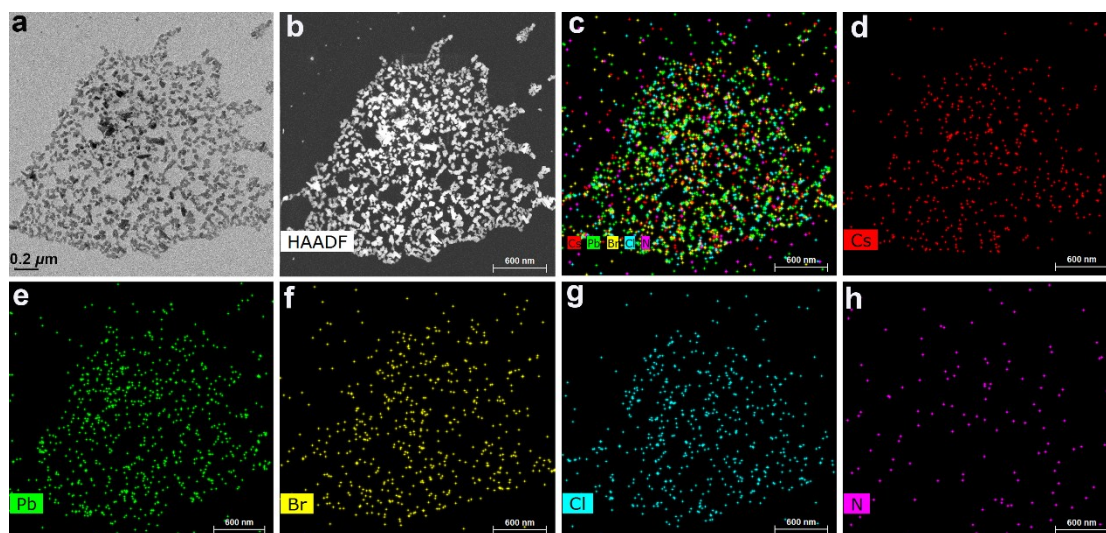 a
0.2 µm
b
HAADF
600 nm
c
Cs Pb Br Cl N
600 nm
d
Cs
600 nm
e
Pb
600 nm
f
Br
600 nm
g
Cl
600 nm
h
N
600 nm